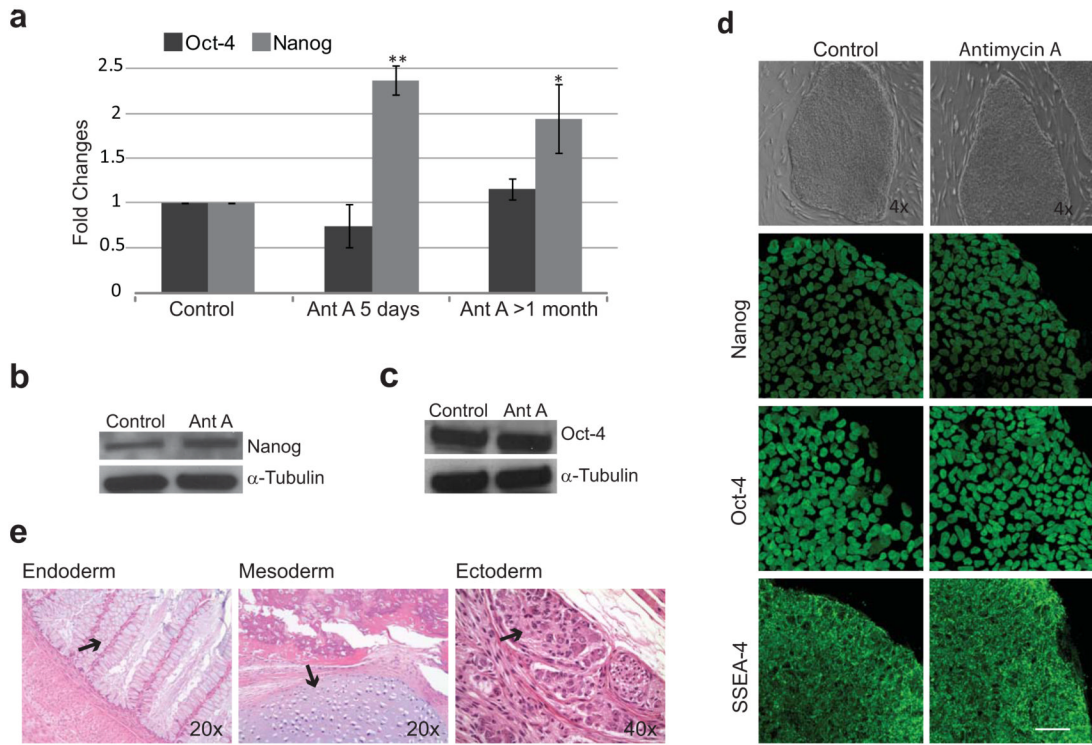 a
Oct-4 Nanog
Fold Changes
2.5
2
1.5
1
0.5
0
**
*
Control Ant A 5 days Ant A >1 month
b
Control Ant A
Nanog
α-Tubulin
c
Control Ant A
Oct-4
α-Tubulin
d
Control Antimycin A
4x 4x
Nanog
Oct-4
SSEA-4
e
Endoderm Mesoderm Ectoderm
20x 20x 40x